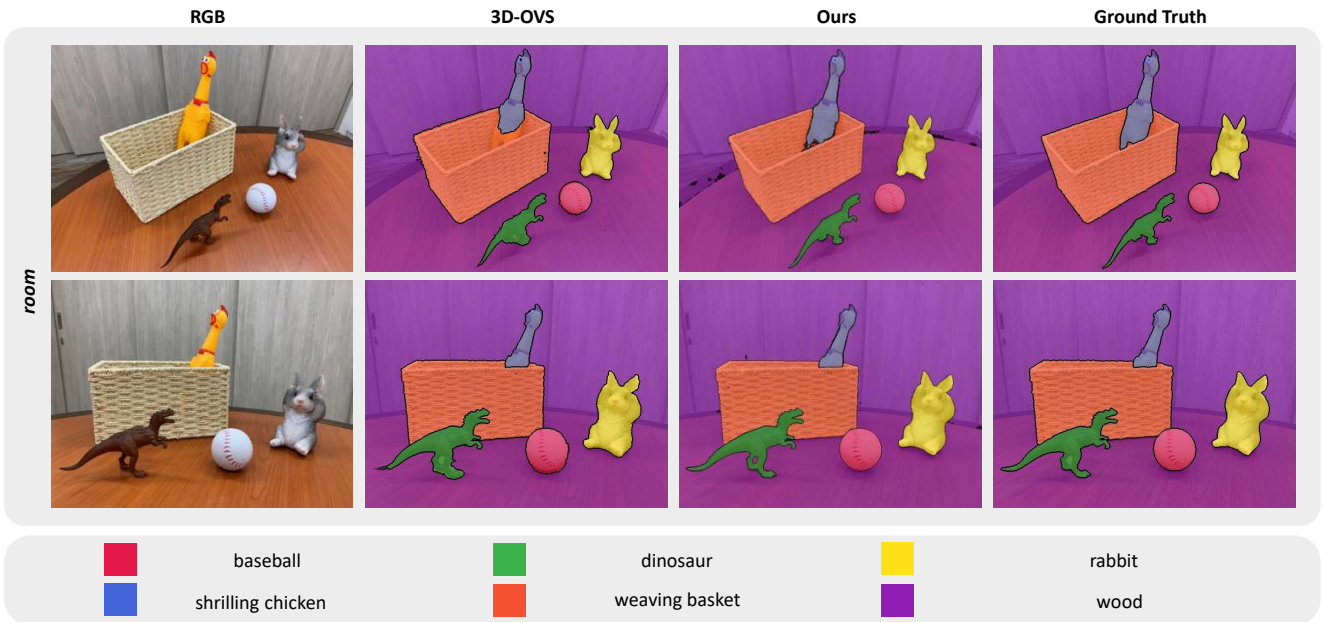 RGB 3D-OVS Ours Ground Truth
room
baseball dinosaur rabbit
shrilling chicken weaving basket wood